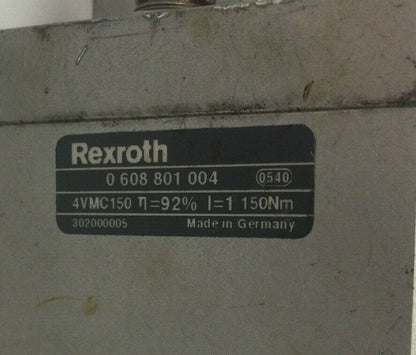 Rexroth
0 608 801 004 0540
4VMC150 η=92% I=1 150Nm
302000005 Made in Germany